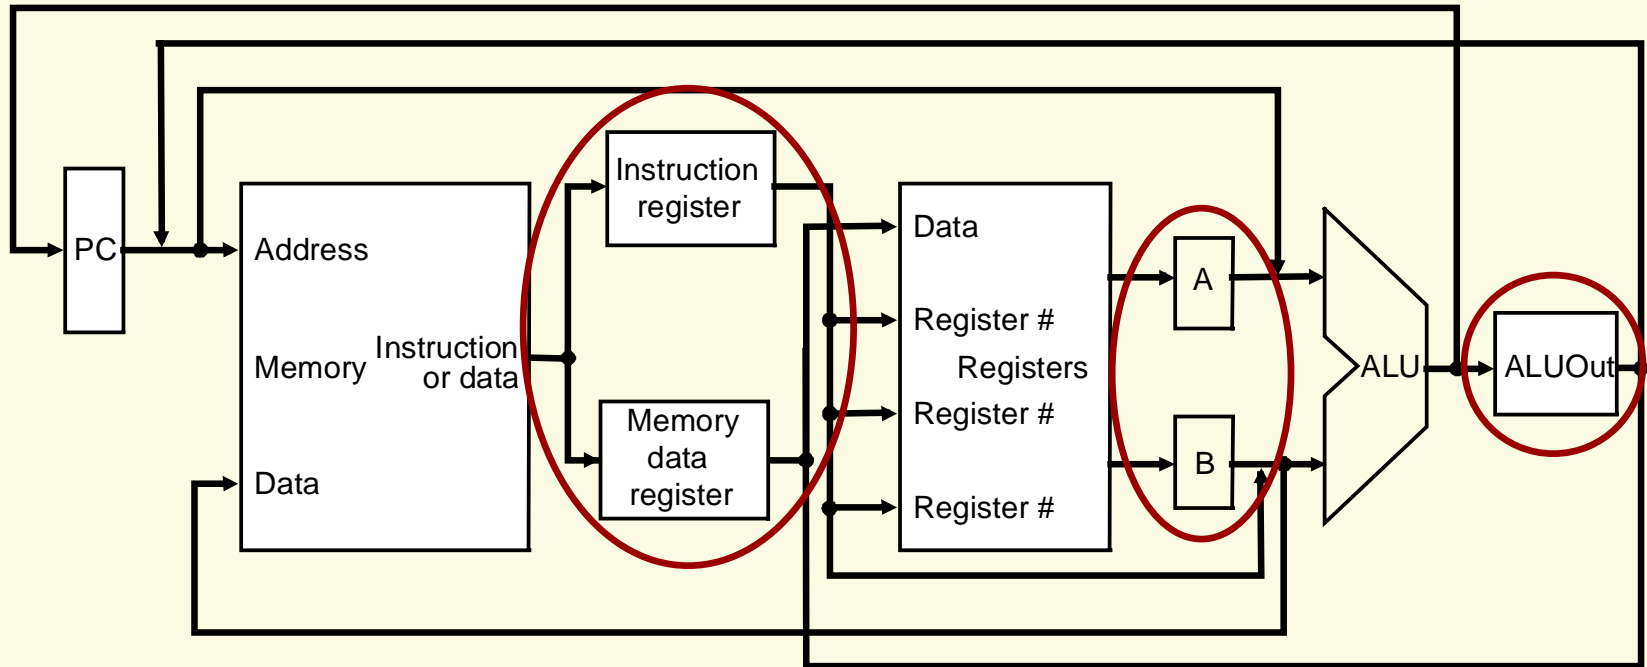 PC
Address
Memory
Instruction
or data
Data
Instruction
register
Memory
data
register
Data
Register #
Registers
Register #
Register #
A
B
ALU
ALUOut